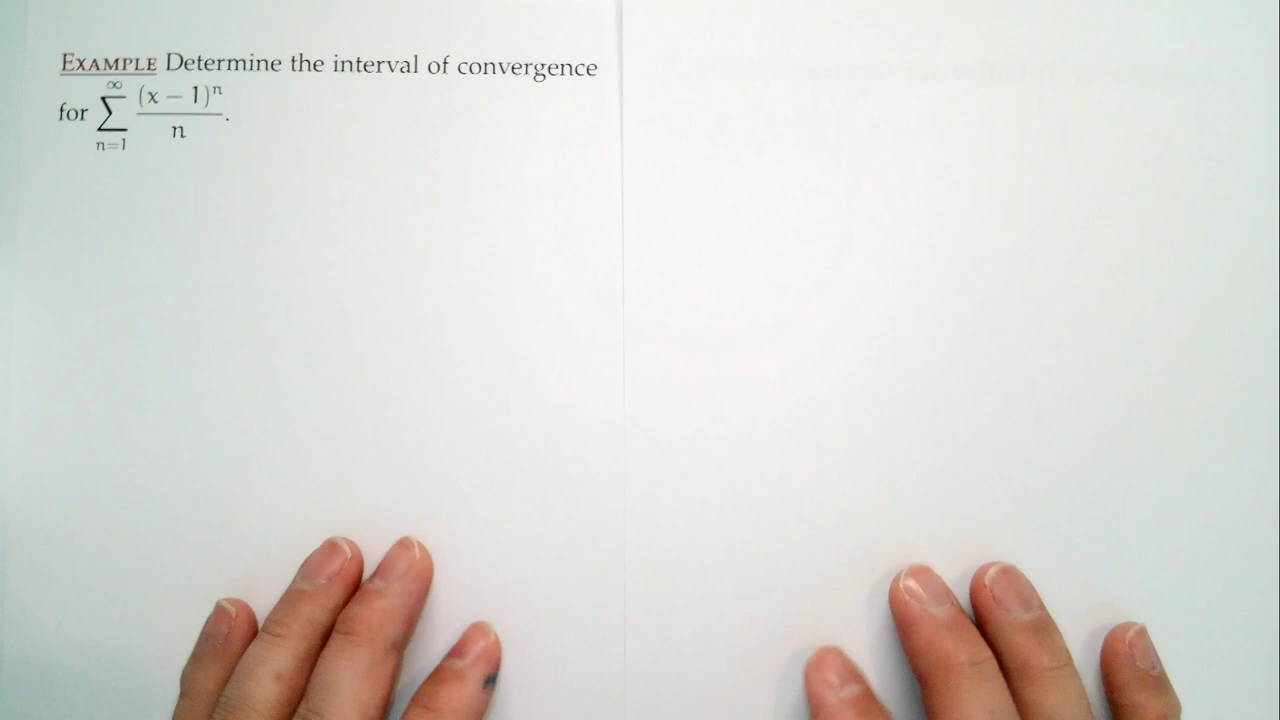 EXAMPLE Determine the interval of convergence
for ∑_{n=1}^{∞} (x − 1)ⁿ / n.